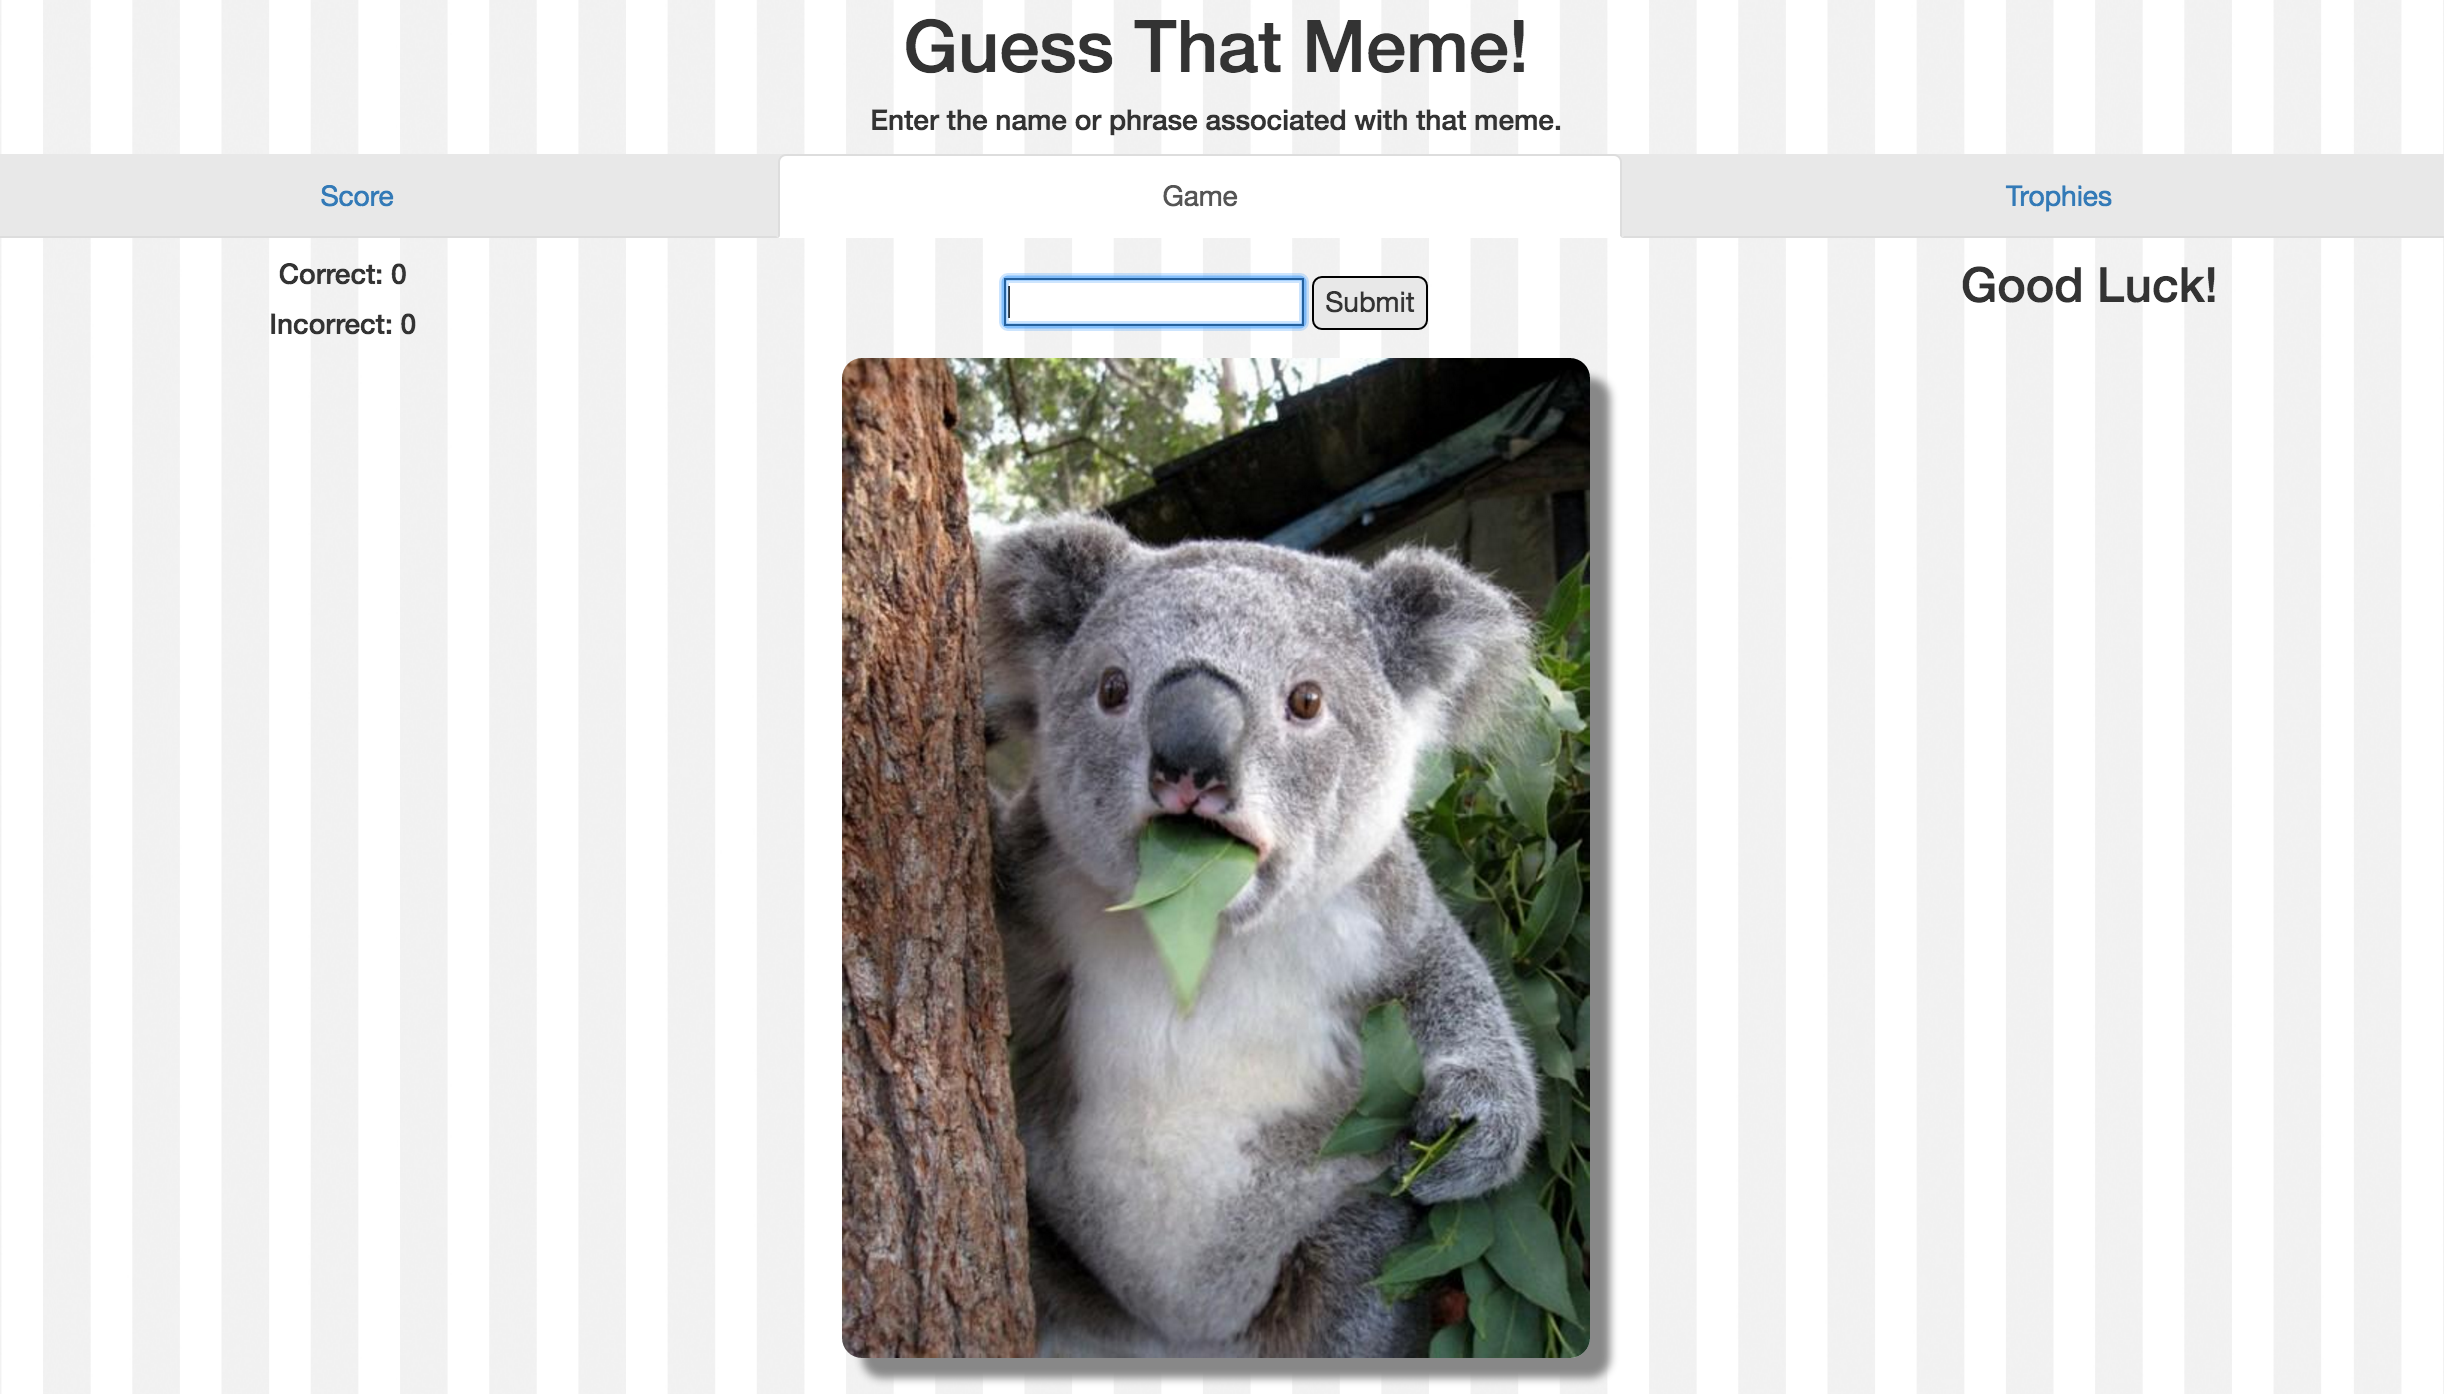 Guess That Meme!
Enter the name or phrase associated with that meme.
Score
Game
Trophies
Correct: 0
Incorrect: 0
Submit
Good Luck!